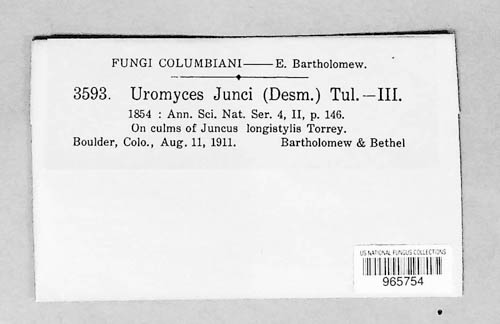 FUNGI COLUMBIANI——E. Bartholomew.
3593. Uromyces Junci (Desm.) Tul.—III.
1854 : Ann. Sci. Nat. Ser. 4, II, p. 146.
On culms of Juncus longistylis Torrey.
Boulder, Colo., Aug. 11, 1911. Bartholomew & Bethel
US NATIONAL FUNGUS COLLECTIONS
965754